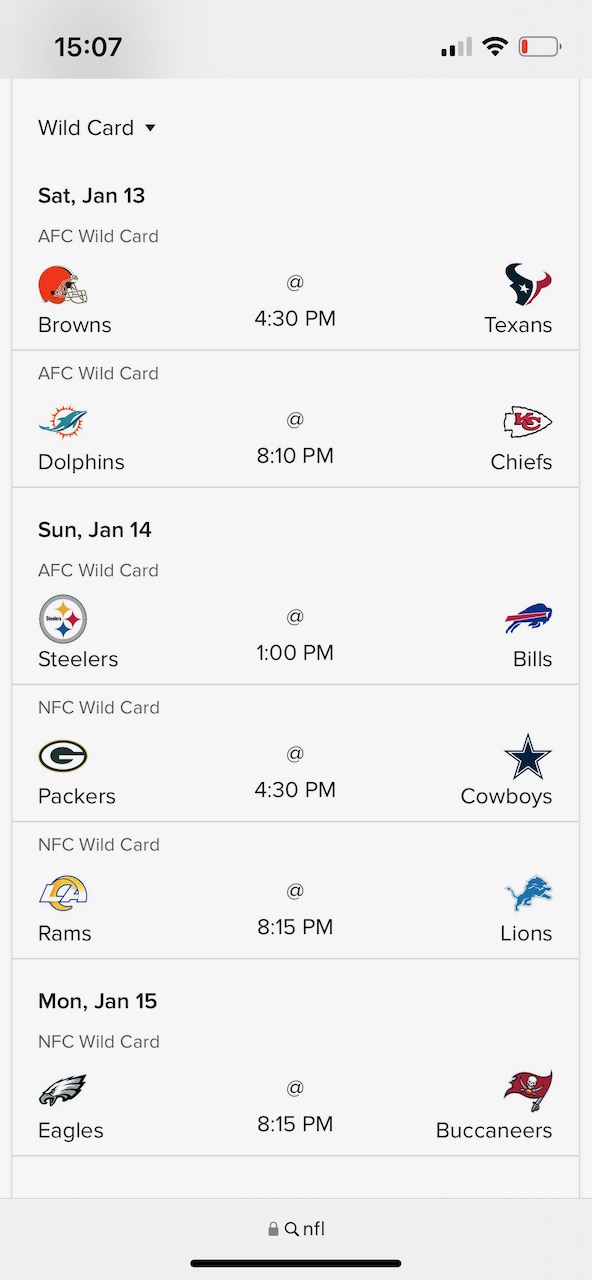 15:07
Wild Card
Sat, Jan 13
AFC Wild Card
@
Browns 4:30 PM Texans
AFC Wild Card
KC
@
Dolphins 8:10 PM Chiefs
Sun, Jan 14
AFC Wild Card
Steelers
@
Steelers 1:00 PM Bills
NFC Wild Card
G
@
Packers 4:30 PM Cowboys
NFC Wild Card
LA
@
Rams 8:15 PM Lions
Mon, Jan 15
NFC Wild Card
@
Eagles 8:15 PM Buccaneers
nfl